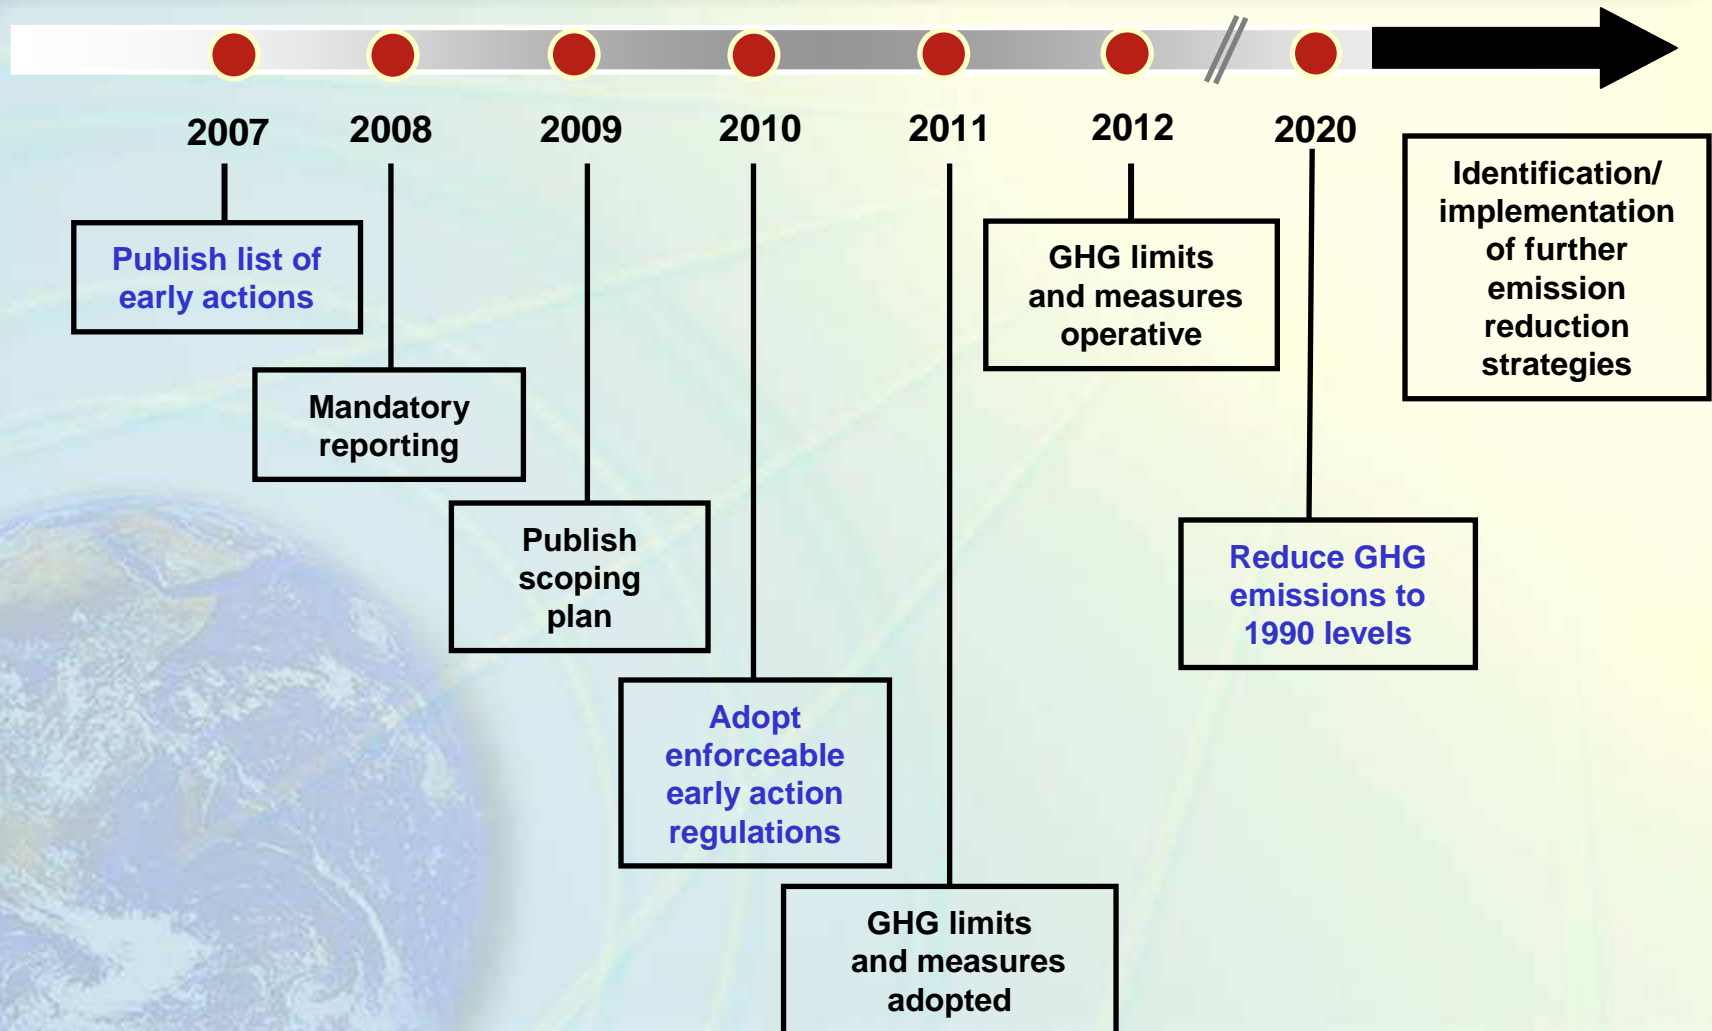 2007 2008 2009 2010 2011 2012 2020
Publish list of
early actions
Mandatory
reporting
Publish
scoping
plan
Adopt
enforceable
early action
regulations
GHG limits
and measures
adopted
GHG limits
and measures
operative
Reduce GHG
emissions to
1990 levels
Identification/
implementation
of further
emission
reduction
strategies